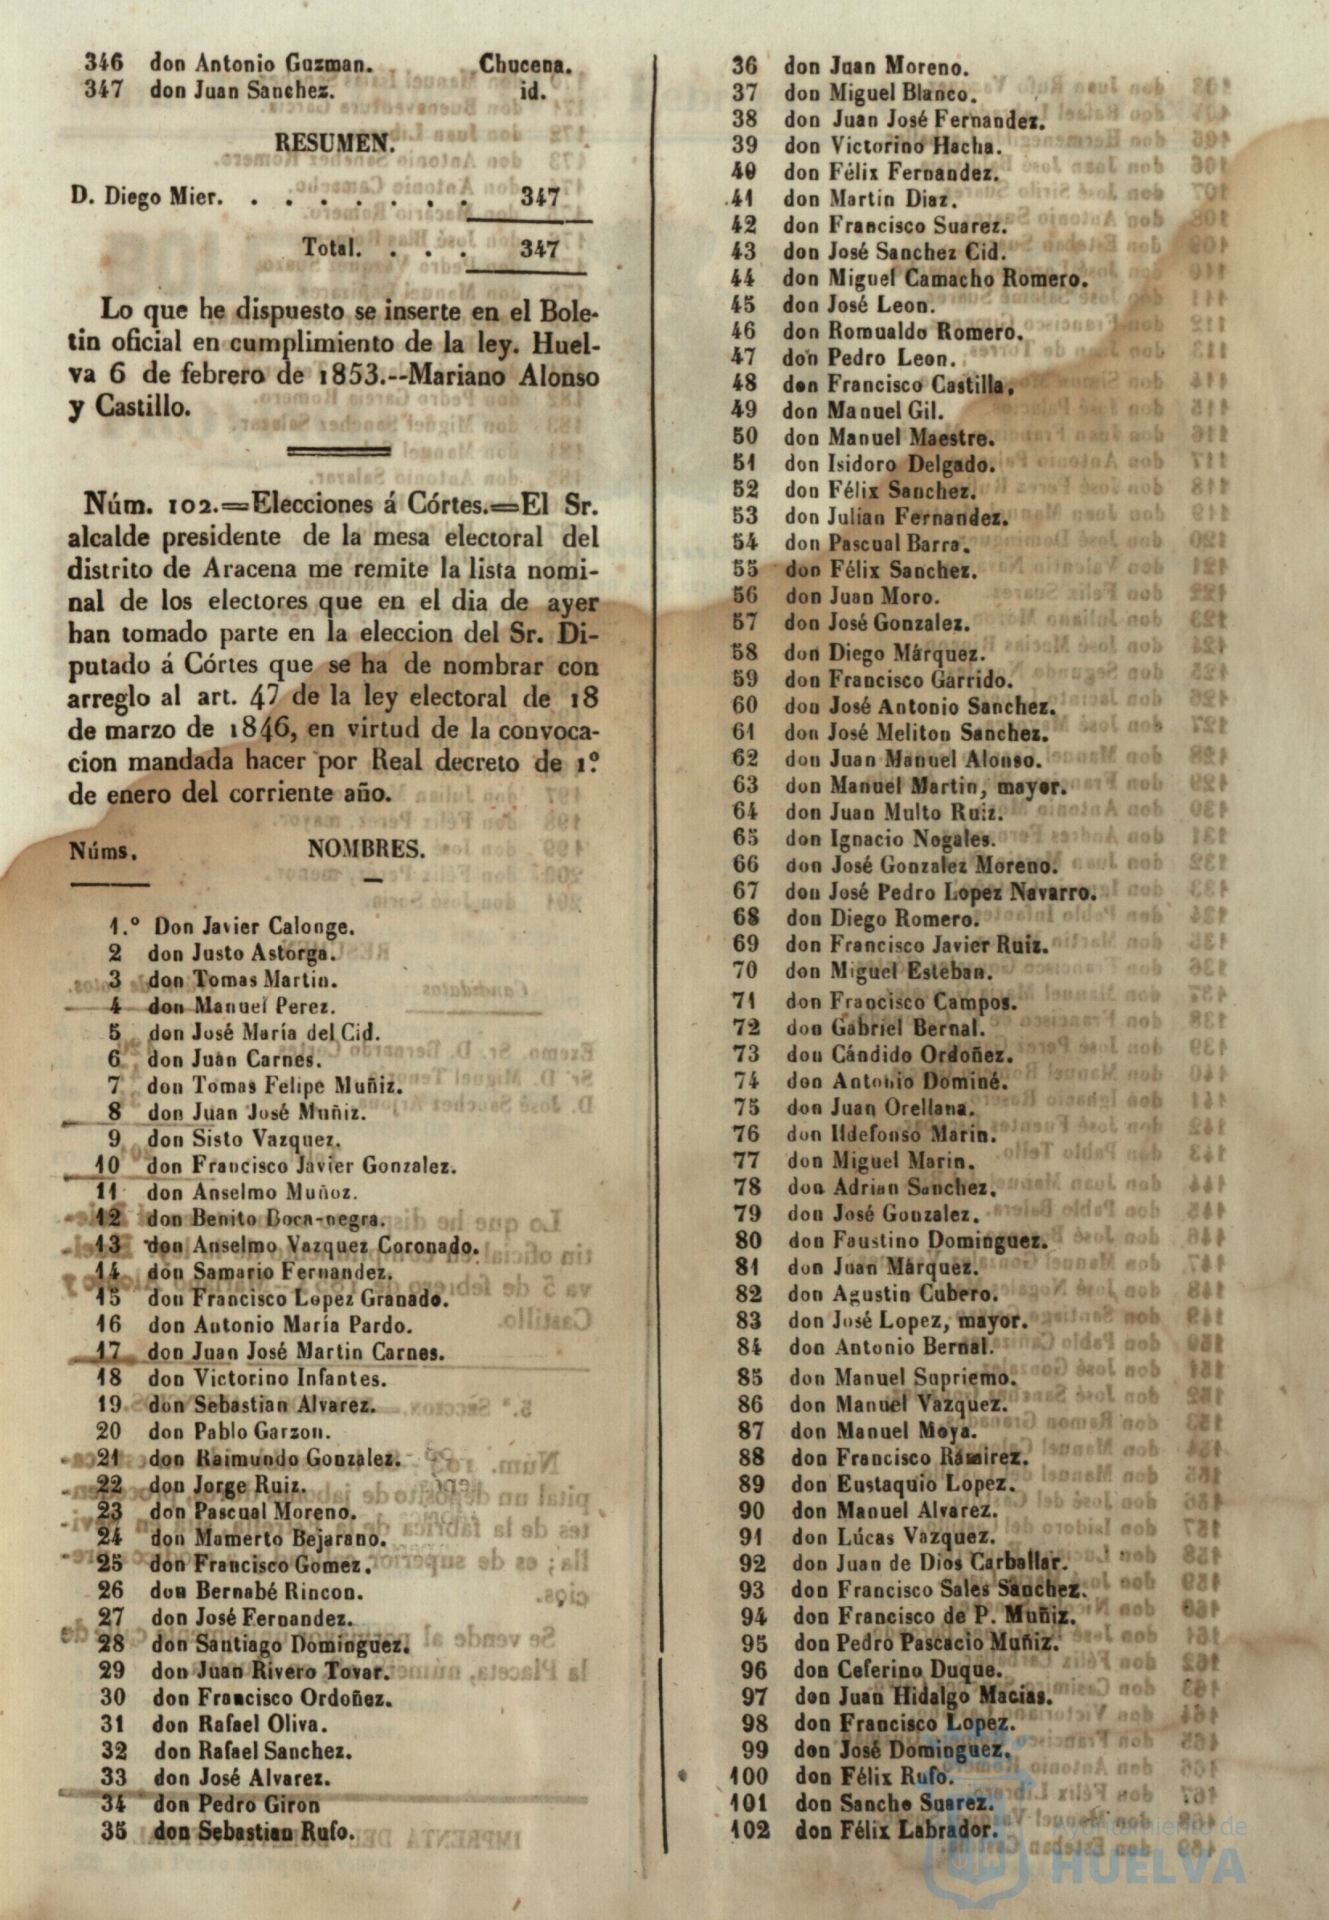 346 don Antonio Guzman. Chucena.
347 don Juan Sanchez. id.
RESUMEN.
D. Diego Mier. . . . . . . . 347
Total. . . . 347
Lo que he dispuesto se inserte en el Bole-
tin oficial en cumplimiento de la ley. Huel-
va 6 de febrero de 1853.--Mariano Alonso
y Castillo.
Núm. 102.=Elecciones á Córtes.=El Sr.
alcalde presidente de la mesa electoral del
distrito de Aracena me remite la lista nomi-
nal de los electores que en el dia de ayer
han tomado parte en la eleccion del Sr. Di-
putado á Córtes que se ha de nombrar con
arreglo al art. 47 de la ley electoral de 18
de marzo de 1846, en virtud de la convoca-
cion mandada hacer por Real decreto de 1.º
de enero del corriente año.
Núms. NOMBRES.
1.º Don Javier Calonge.
2 don Justo Astorga.
3 don Tomas Martin.
4 don Manuel Perez.
5 don José María del Cid.
6 don Juan Carnes.
7 don Tomas Felipe Muñiz.
8 don Juan José Muñiz.
9 don Sisto Vazquez.
10 don Francisco Javier Gonzalez.
11 don Anselmo Muñoz.
12 don Benito Boca-negra.
13 don Anselmo Vazquez Coronado.
14 don Samario Fernandez.
15 don Francisco Lopez Granado.
16 don Antonio María Pardo.
17 don Juan José Martin Carnes.
18 don Victorino Infantes.
19 don Sebastian Alvarez.
20 don Pablo Garzon.
21 don Raimundo Gonzalez.
22 don Jorge Ruiz.
23 don Pascual Moreno.
24 don Mamerto Bejarano.
25 don Francisco Gomez.
26 don Bernabé Rincon.
27 don José Fernandez.
28 don Santiago Dominguez.
29 don Juan Rivero Tovar.
30 don Francisco Ordoñez.
31 don Rafael Oliva.
32 don Rafael Sanchez.
33 don José Alvarez.
34 don Pedro Giron
35 don Sebastian Rufo.
36 don Juan Moreno.
37 don Miguel Blanco.
38 don Juan José Fernandez.
39 don Victorino Hacha.
40 don Félix Fernandez.
41 don Martin Diaz.
42 don Francisco Suarez.
43 don José Sanchez Cid.
44 don Miguel Camacho Romero.
45 don José Leon.
46 don Romualdo Romero.
47 don Pedro Leon.
48 don Francisco Castilla.
49 don Manuel Gil.
50 don Manuel Maestre.
51 don Isidoro Delgado.
52 don Félix Sanchez.
53 don Julian Fernandez.
54 don Pascual Barra.
55 don Félix Sanchez.
56 don Juan Moro.
57 don José Gonzalez.
58 don Diego Márquez.
59 don Francisco Garrido.
60 don José Antonio Sanchez.
61 don José Meliton Sanchez.
62 don Juan Manuel Alonso.
63 don Manuel Martin, mayor.
64 don Juan Multo Ruiz.
65 don Ignacio Nogales.
66 don José Gonzalez Moreno.
67 don José Pedro Lopez Navarro.
68 don Diego Romero.
69 don Francisco Javier Ruiz.
70 don Miguel Esteban.
71 don Francisco Campos.
72 don Gabriel Bernal.
73 don Cándido Ordoñez.
74 don Antonio Dominé.
75 don Juan Orellana.
76 don Ildefonso Marin.
77 don Miguel Marin.
78 don Adrian Sanchez.
79 don José Gonzalez.
80 don Faustino Dominguez.
81 don Juan Márquez.
82 don Agustin Cubero.
83 don José Lopez, mayor.
84 don Antonio Bernal.
85 don Manuel Supriemo.
86 don Manuel Vazquez.
87 don Manuel Moya.
88 don Francisco Ramirez.
89 don Eustaquio Lopez.
90 don Manuel Alvarez.
91 don Lúcas Vazquez.
92 don Juan de Dios Carballar.
93 don Francisco Sales Sanchez.
94 don Francisco de P. Muñiz.
95 don Pedro Pascacio Muñiz.
96 don Ceferino Duque.
97 don Juan Hidalgo Macias.
98 don Francisco Lopez.
99 don José Dominguez.
100 don Félix Rufo.
101 don Sancho Suarez.
102 don Félix Labrador.
Ayuntamiento de
HUELVA